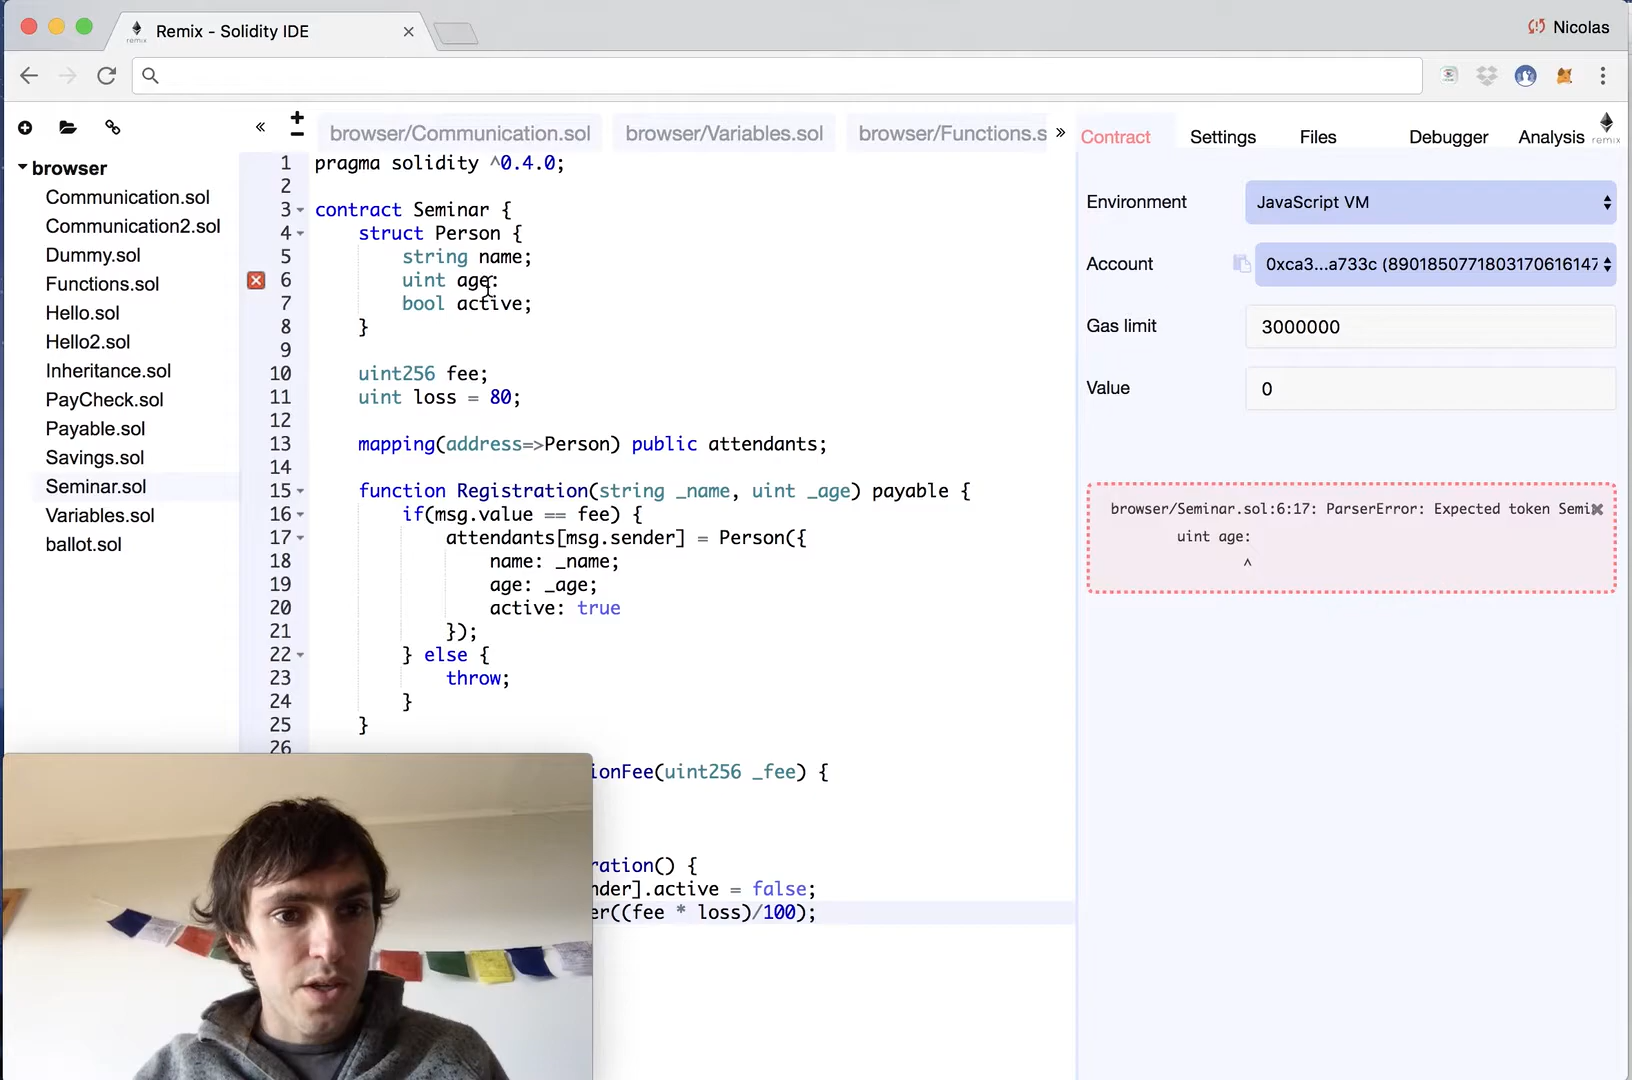 Remix - Solidity IDE
Nicolas
browser/Communication.sol
browser/Variables.sol
browser/Functions.s
Contract
Settings
Files
Debugger
Analysis
remix
browser
Communication.sol
Communication2.sol
Dummy.sol
Functions.sol
Hello.sol
Hello2.sol
Inheritance.sol
PayCheck.sol
Payable.sol
Savings.sol
Seminar.sol
Variables.sol
ballot.sol
1 pragma solidity ^0.4.0;
2
3 contract Seminar {
4 struct Person {
5 string name;
6 uint age:
7 bool active;
8 }
9
10 uint256 fee;
11 uint loss = 80;
12
13 mapping(address=>Person) public attendants;
14
15 function Registration(string _name, uint _age) payable {
16 if(msg.value == fee) {
17 attendants[msg.sender] = Person({
18 name: _name;
19 age: _age;
20 active: true
21 });
22 } else {
23 throw;
24 }
25 }
26
ionFee(uint256 _fee) {
ration() {
nder].active = false;
er((fee * loss)/100);
Environment
JavaScript VM
Account
0xca3...a733c (8901850771803170616147
Gas limit
3000000
Value
0
browser/Seminar.sol:6:17: ParserError: Expected token Semi
uint age:
^